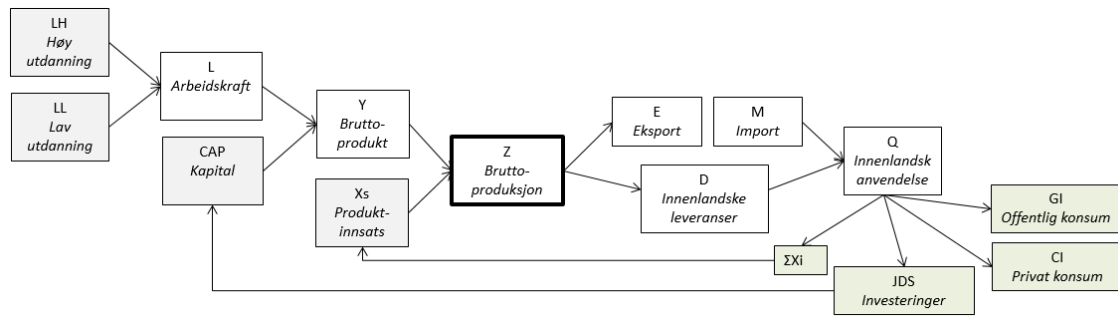 LH
Høy
utdanning
LL
Lav
utdanning
L
Arbeidskraft
CAP
Kapital
Y
Brutto-
produkt
Xs
Produkt-
innsats
Z
Brutto-
produksjon
E
Eksport
M
Import
D
Innenlandske
leveranser
Q
Innenlandsk
anvendelse
ΣXi
JDS
Investeringer
GI
Offentlig konsum
CI
Privat konsum